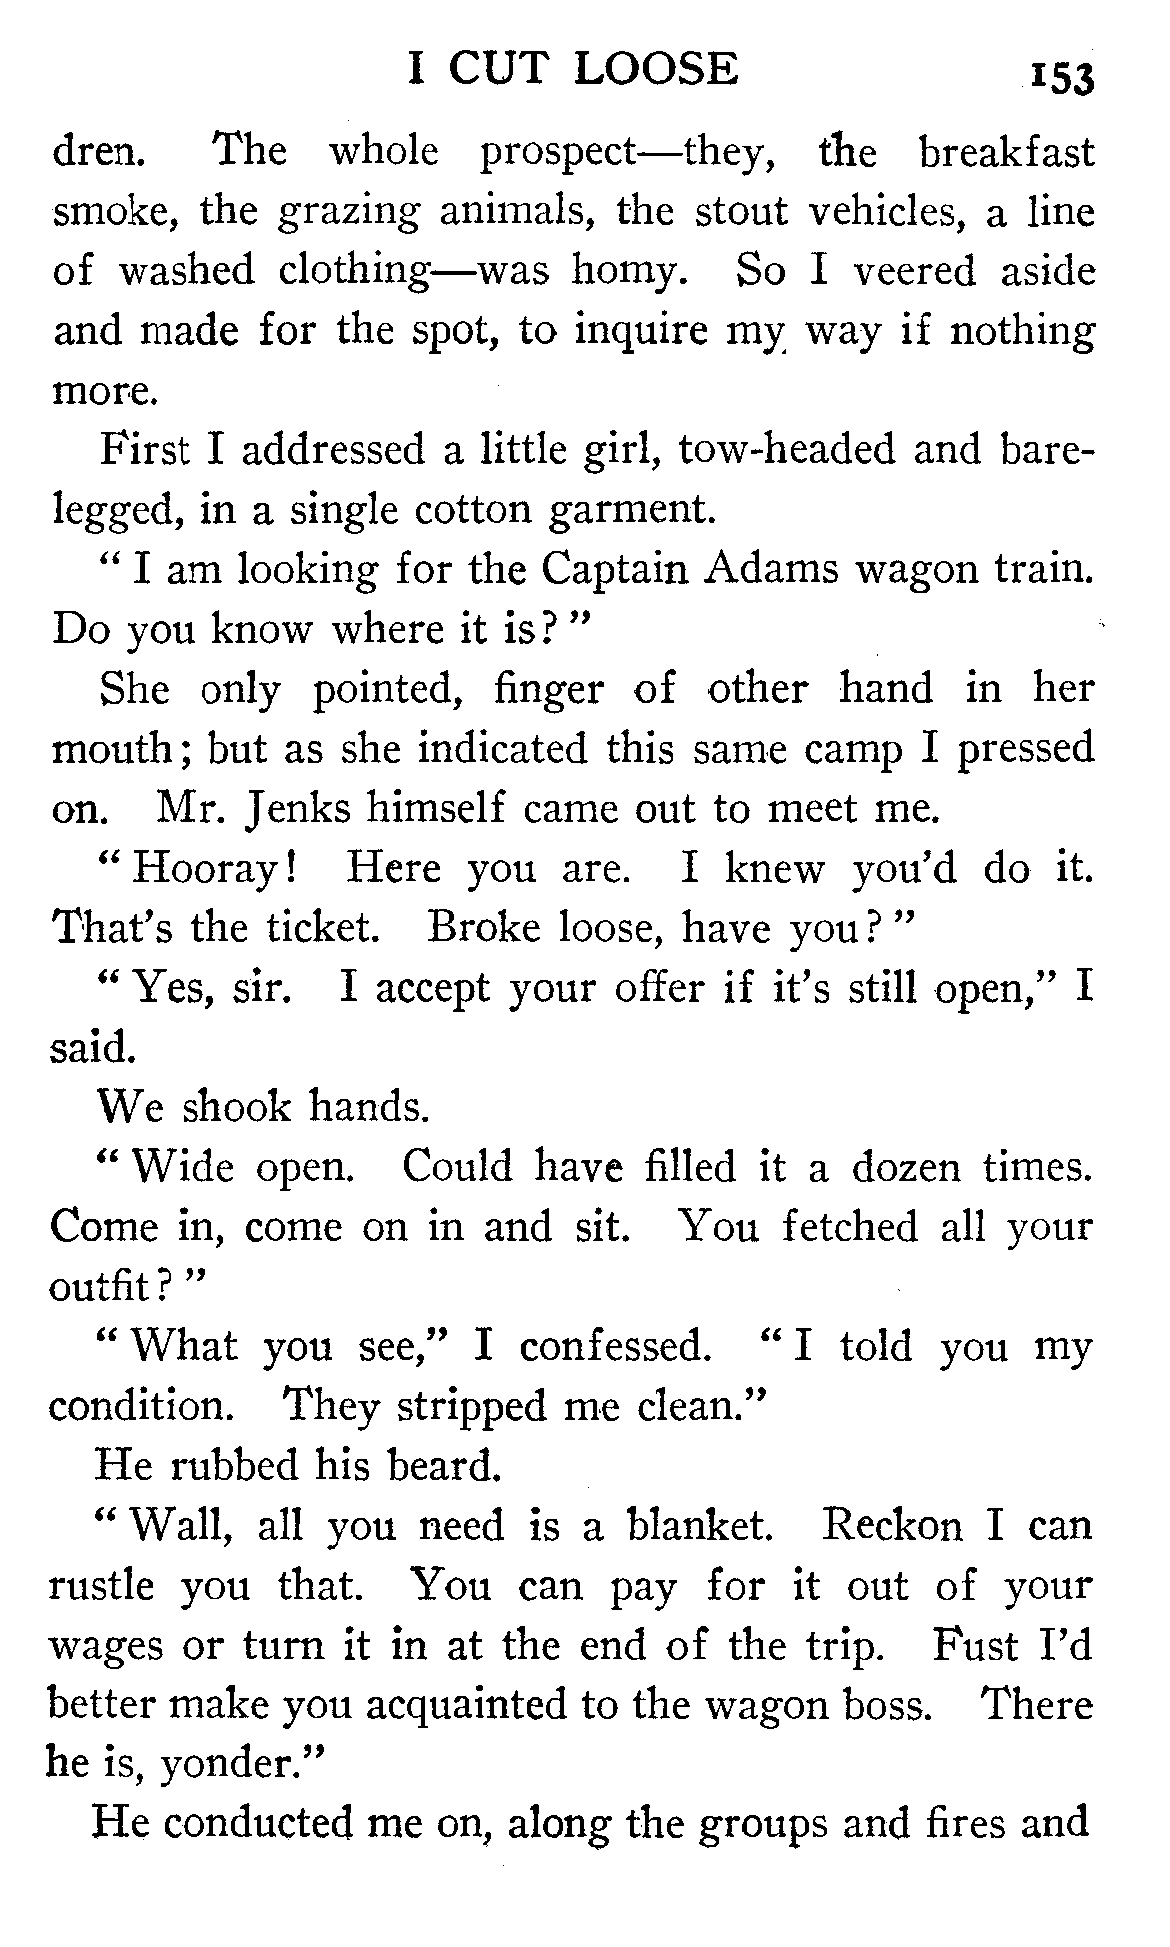 I CUT LOOSE 153
dren. The whole prospect—they, the breakfast
smoke, the grazing animals, the stout vehicles, a line
of washed clothing—was homy. So I veered aside
and made for the spot, to inquire my way if nothing
more.
First I addressed a little girl, tow-headed and bare-
legged, in a single cotton garment.
“ I am looking for the Captain Adams wagon train.
Do you know where it is? ”
She only pointed, finger of other hand in her
mouth; but as she indicated this same camp I pressed
on. Mr. Jenks himself came out to meet me.
“ Hooray! Here you are. I knew you’d do it.
That’s the ticket. Broke loose, have you? ”
“ Yes, sir. I accept your offer if it’s still open,” I
said.
We shook hands.
“ Wide open. Could have filled it a dozen times.
Come in, come on in and sit. You fetched all your
outfit? ”
“ What you see,” I confessed. “ I told you my
condition. They stripped me clean.”
He rubbed his beard.
“ Wall, all you need is a blanket. Reckon I can
rustle you that. You can pay for it out of your
wages or turn it in at the end of the trip. Fust I’d
better make you acquainted to the wagon boss. There
he is, yonder.”
He conducted me on, along the groups and fires and